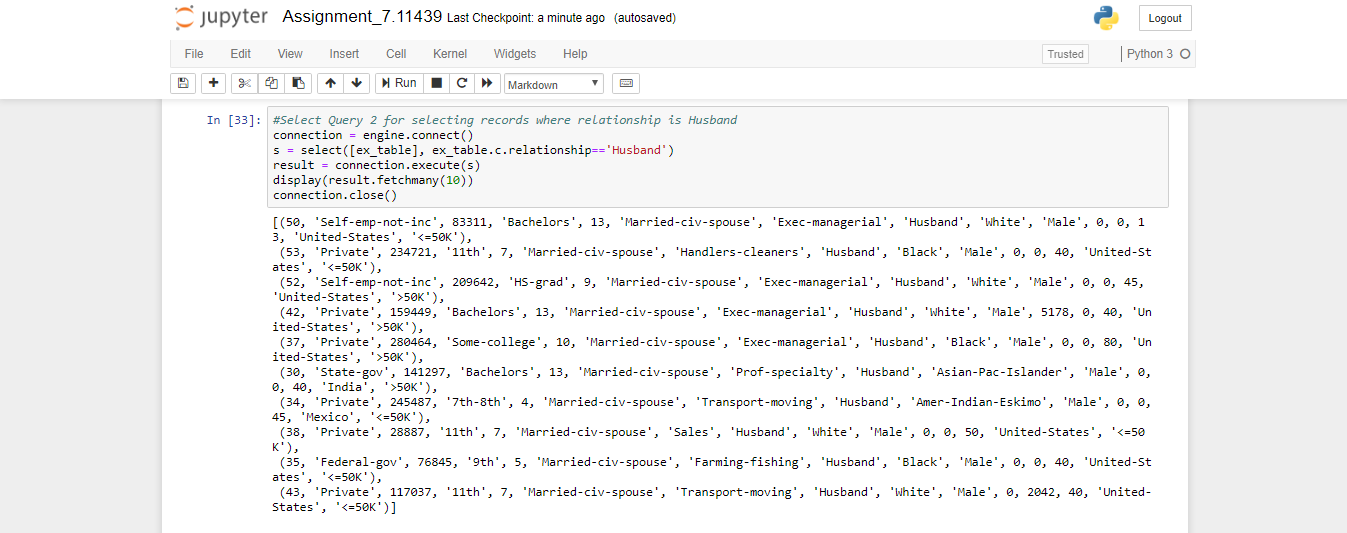 jupyter Assignment_7.11439 Last Checkpoint: a minute ago (autosaved) Logout
File Edit View Insert Cell Kernel Widgets Help Trusted Python 3
Run Markdown
In [33]: #Select Query 2 for selecting records where relationship is Husband
connection = engine.connect()
s = select([ex_table], ex_table.c.relationship=='Husband')
result = connection.execute(s)
display(result.fetchmany(10))
connection.close()
[(50, 'Self-emp-not-inc', 83311, 'Bachelors', 13, 'Married-civ-spouse', 'Exec-managerial', 'Husband', 'White', 'Male', 0, 0, 1
3, 'United-States', '<=50K'),
(53, 'Private', 234721, '11th', 7, 'Married-civ-spouse', 'Handlers-cleaners', 'Husband', 'Black', 'Male', 0, 0, 40, 'United-St
ates', '<=50K'),
(52, 'Self-emp-not-inc', 209642, 'HS-grad', 9, 'Married-civ-spouse', 'Exec-managerial', 'Husband', 'White', 'Male', 0, 0, 45,
'United-States', '>50K'),
(42, 'Private', 159449, 'Bachelors', 13, 'Married-civ-spouse', 'Exec-managerial', 'Husband', 'White', 'Male', 5178, 0, 40, 'Un
ited-States', '>50K'),
(37, 'Private', 280464, 'Some-college', 10, 'Married-civ-spouse', 'Exec-managerial', 'Husband', 'Black', 'Male', 0, 0, 80, 'Un
ited-States', '>50K'),
(30, 'State-gov', 141297, 'Bachelors', 13, 'Married-civ-spouse', 'Prof-specialty', 'Husband', 'Asian-Pac-Islander', 'Male', 0,
0, 40, 'India', '>50K'),
(34, 'Private', 245487, '7th-8th', 4, 'Married-civ-spouse', 'Transport-moving', 'Husband', 'Amer-Indian-Eskimo', 'Male', 0, 0,
45, 'Mexico', '<=50K'),
(38, 'Private', 28887, '11th', 7, 'Married-civ-spouse', 'Sales', 'Husband', 'White', 'Male', 0, 0, 50, 'United-States', '<=50
K'),
(35, 'Federal-gov', 76845, '9th', 5, 'Married-civ-spouse', 'Farming-fishing', 'Husband', 'Black', 'Male', 0, 0, 40, 'United-St
ates', '<=50K'),
(43, 'Private', 117037, '11th', 7, 'Married-civ-spouse', 'Transport-moving', 'Husband', 'White', 'Male', 0, 2042, 40, 'United-
States', '<=50K')]